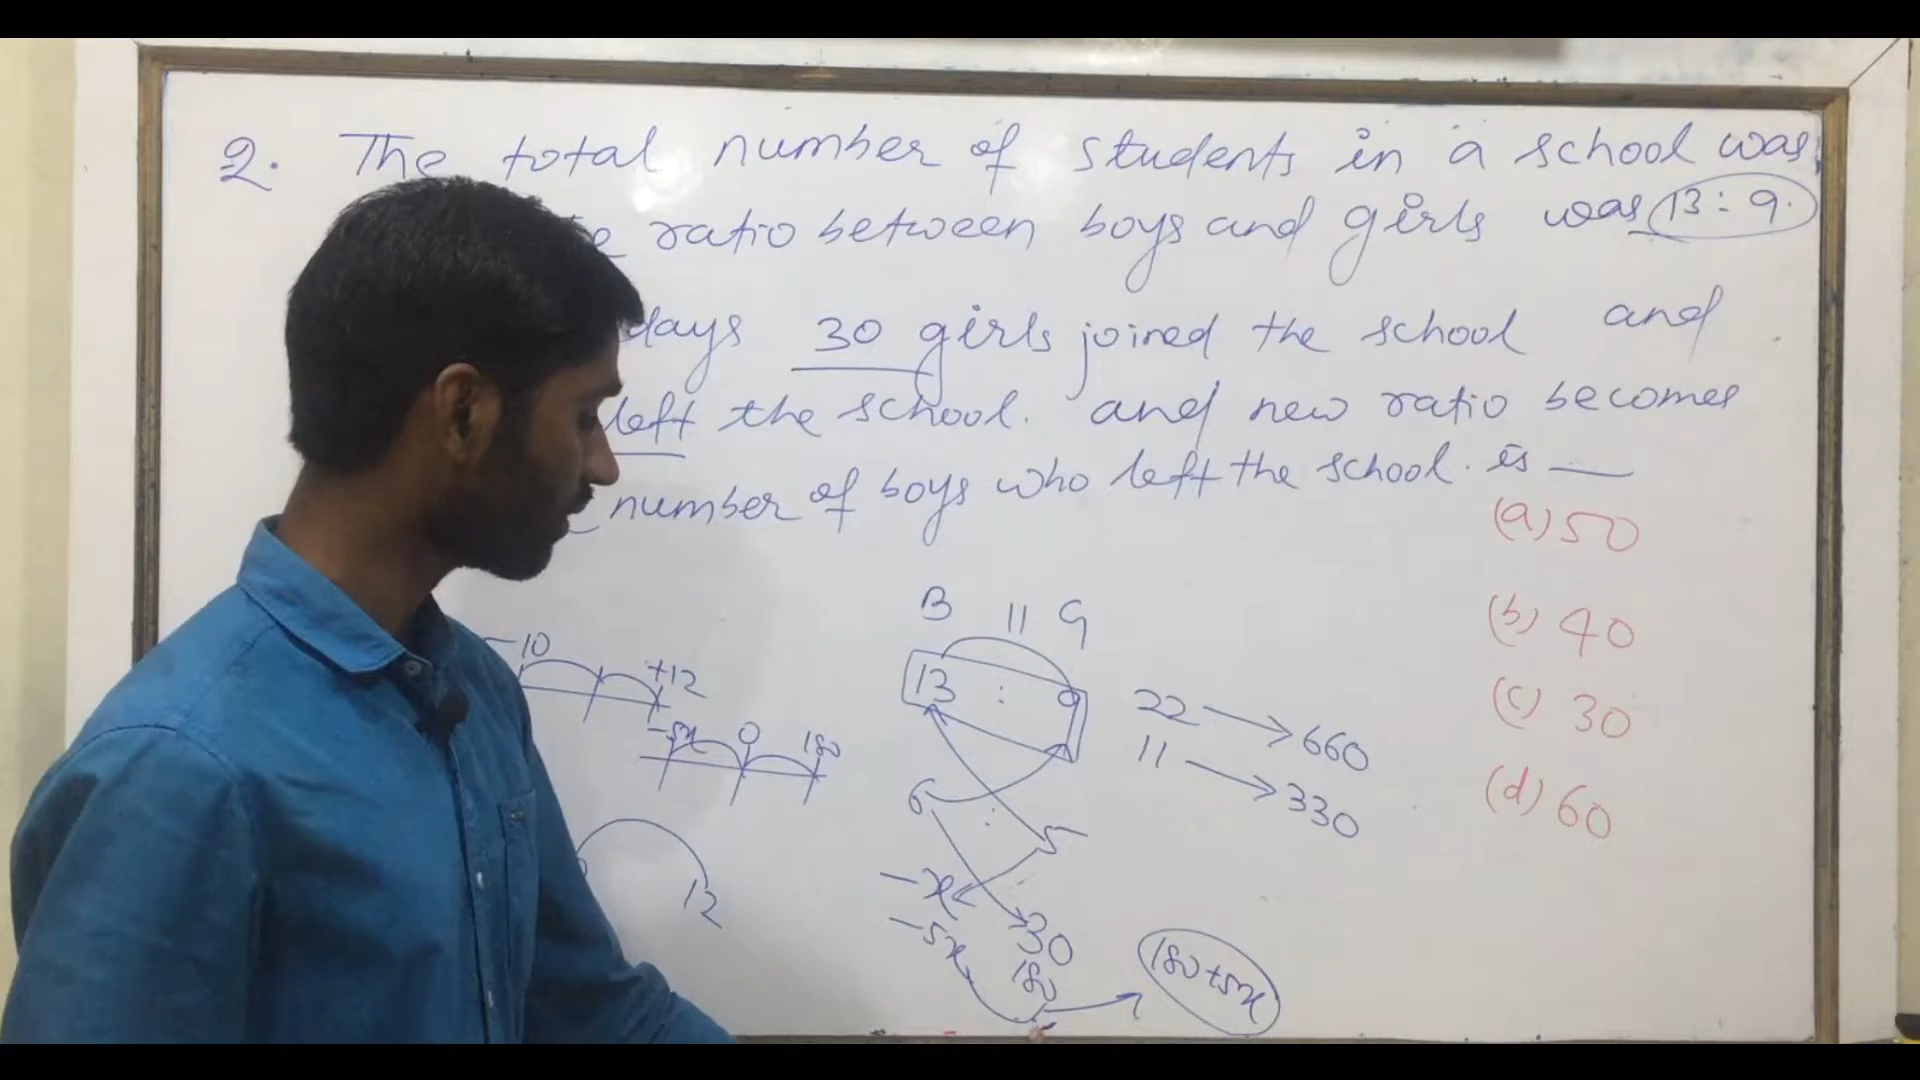 2. The total number of students in a school was
ratio between boys and girls was 13 : 9.
days 30 girls joined the school and
left the school. and new ratio becomes
number of boys who left the school. is —
(a) 50
(b) 40
(c) 30
(d) 60
-10
+12
-5x 0 180
12
B 11 G
13 : 9
6 : 5
-x 30
-5x 180
180+5x
22 → 660
11 → 330